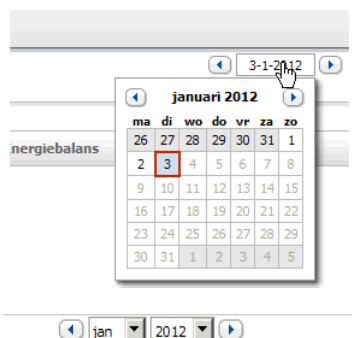 3-1-2012
januari 2012
ma di wo do vr za zo
26 27 28 29 30 31 1
2 3 4 5 6 7 8
9 10 11 12 13 14 15
16 17 18 19 20 21 22
23 24 25 26 27 28 29
30 31 1 2 3 4 5
nergiebalans
jan 2012